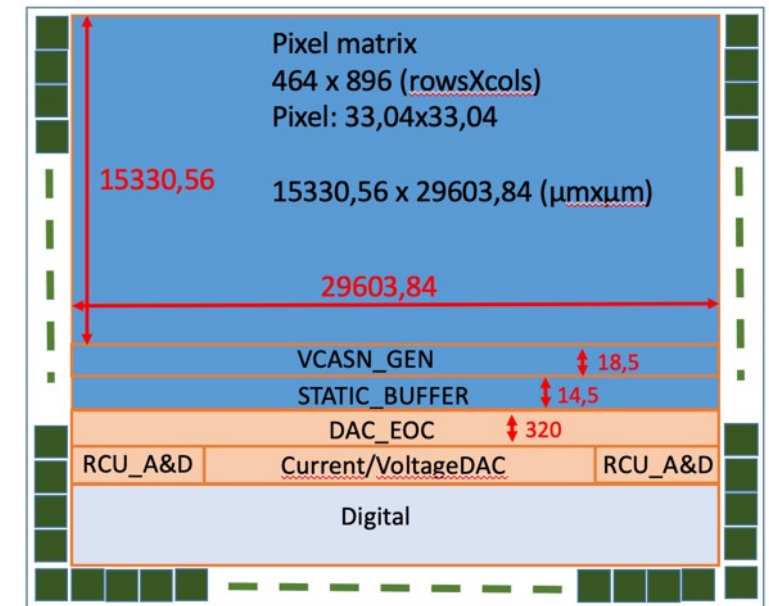 Pixel matrix
464 x 896 (rowsXcols)
Pixel: 33,04x33,04
15330,56
15330,56 x 29603,84 (µmxµm)
29603,84
VCASN_GEN
18,5
STATIC_BUFFER
14,5
DAC_EOC
320
RCU_A&D
Current/VoltageDAC
RCU_A&D
Digital